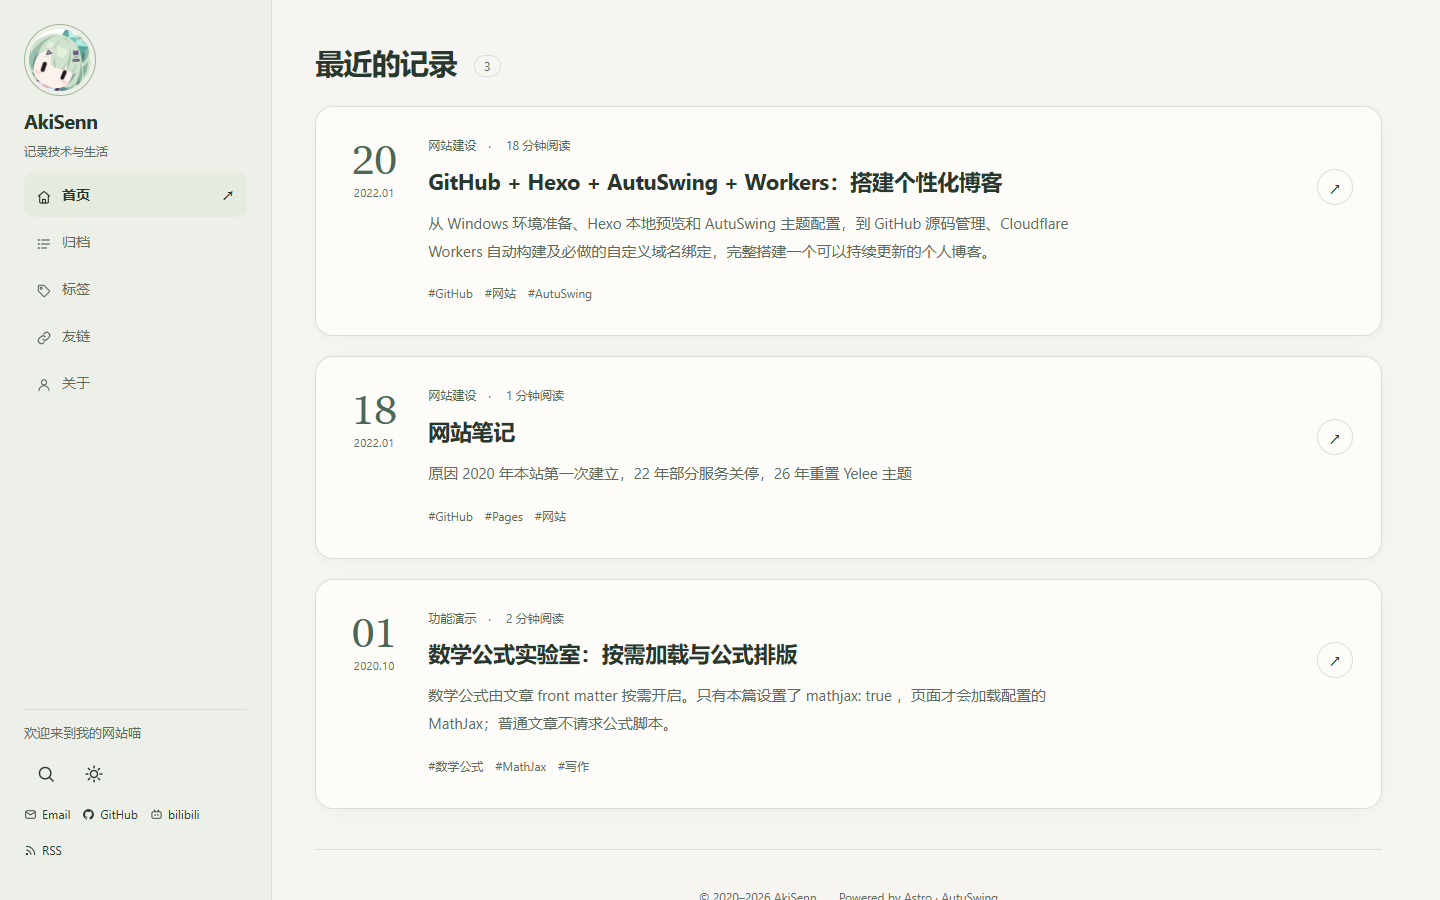 AkiSenn
记录技术与生活
首页
归档
标签
友链
关于
欢迎来到我的网站喵
Email GitHub bilibili
RSS
最近的记录 3
20
2022.01
网站建设 · 18 分钟阅读
GitHub + Hexo + AutuSwing + Workers：搭建个性化博客
从 Windows 环境准备、Hexo 本地预览和 AutuSwing 主题配置，到 GitHub 源码管理、Cloudflare
Workers 自动构建及必做的自定义域名绑定，完整搭建一个可以持续更新的个人博客。
#GitHub #网站 #AutuSwing
18
2022.01
网站建设 · 1 分钟阅读
网站笔记
原因 2020 年本站第一次建立，22 年部分服务关停，26 年重置 Yelee 主题
#GitHub #Pages #网站
01
2020.10
功能演示 · 2 分钟阅读
数学公式实验室：按需加载与公式排版
数学公式由文章 front matter 按需开启。只有本篇设置了 mathjax: true ，页面才会加载配置的
MathJax；普通文章不请求公式脚本。
#数学公式 #MathJax #写作
© 2020–2026 AkiSenn Powered by Astro · AutuSwing